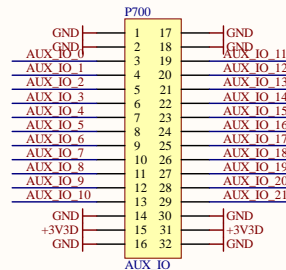 P700
GND 1 17 GND
GND 2 18 GND
AUX_IO_0 3 19 AUX_IO_11
AUX_IO_1 4 20 AUX_IO_12
AUX_IO_2 5 21 AUX_IO_13
AUX_IO_3 6 22 AUX_IO_14
AUX_IO_4 7 23 AUX_IO_15
AUX_IO_5 8 24 AUX_IO_16
AUX_IO_6 9 25 AUX_IO_17
AUX_IO_7 10 26 AUX_IO_18
AUX_IO_8 11 27 AUX_IO_19
AUX_IO_9 12 28 AUX_IO_20
AUX_IO_10 13 29 AUX_IO_21
GND 14 30 GND
+3V3D 15 31 +3V3D
GND 16 32 GND
AUX_IO